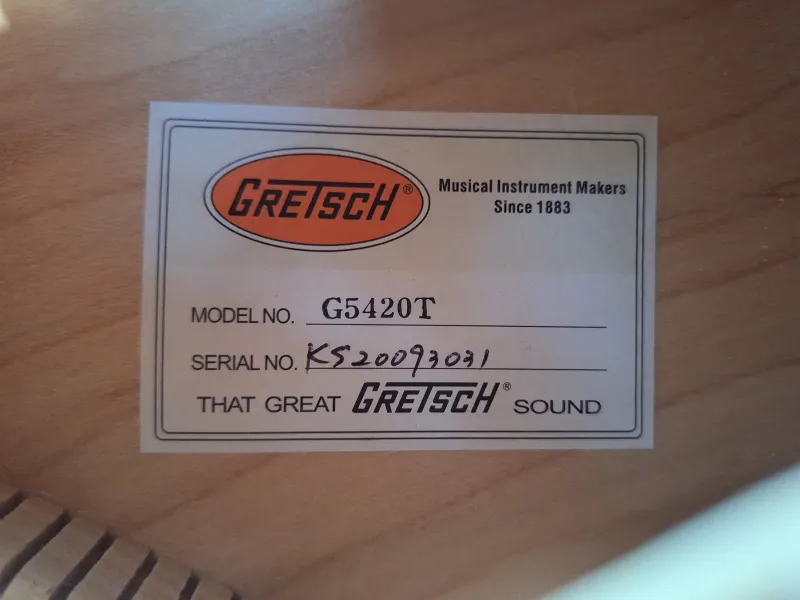 GRETSCH®
Musical Instrument Makers
Since 1883
MODEL NO. G5420T
SERIAL NO. KS20093031
THAT GREAT GRETSCH® SOUND